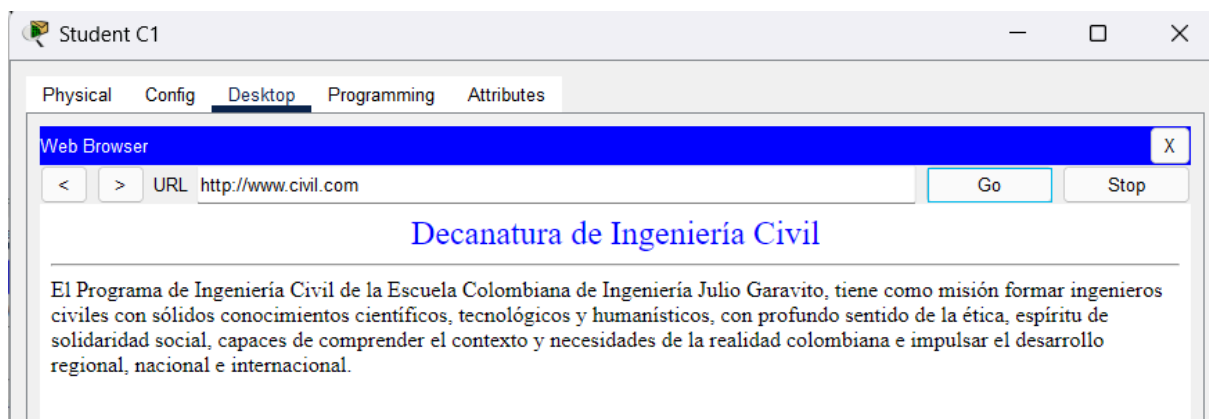 Student C1
Physical Config Desktop Programming Attributes
Web Browser X
< > URL http://www.civil.com Go Stop
Decanatura de Ingeniería Civil
El Programa de Ingeniería Civil de la Escuela Colombiana de Ingeniería Julio Garavito, tiene como misión formar ingenieros
civiles con sólidos conocimientos científicos, tecnológicos y humanísticos, con profundo sentido de la ética, espíritu de
solidaridad social, capaces de comprender el contexto y necesidades de la realidad colombiana e impulsar el desarrollo
regional, nacional e internacional.